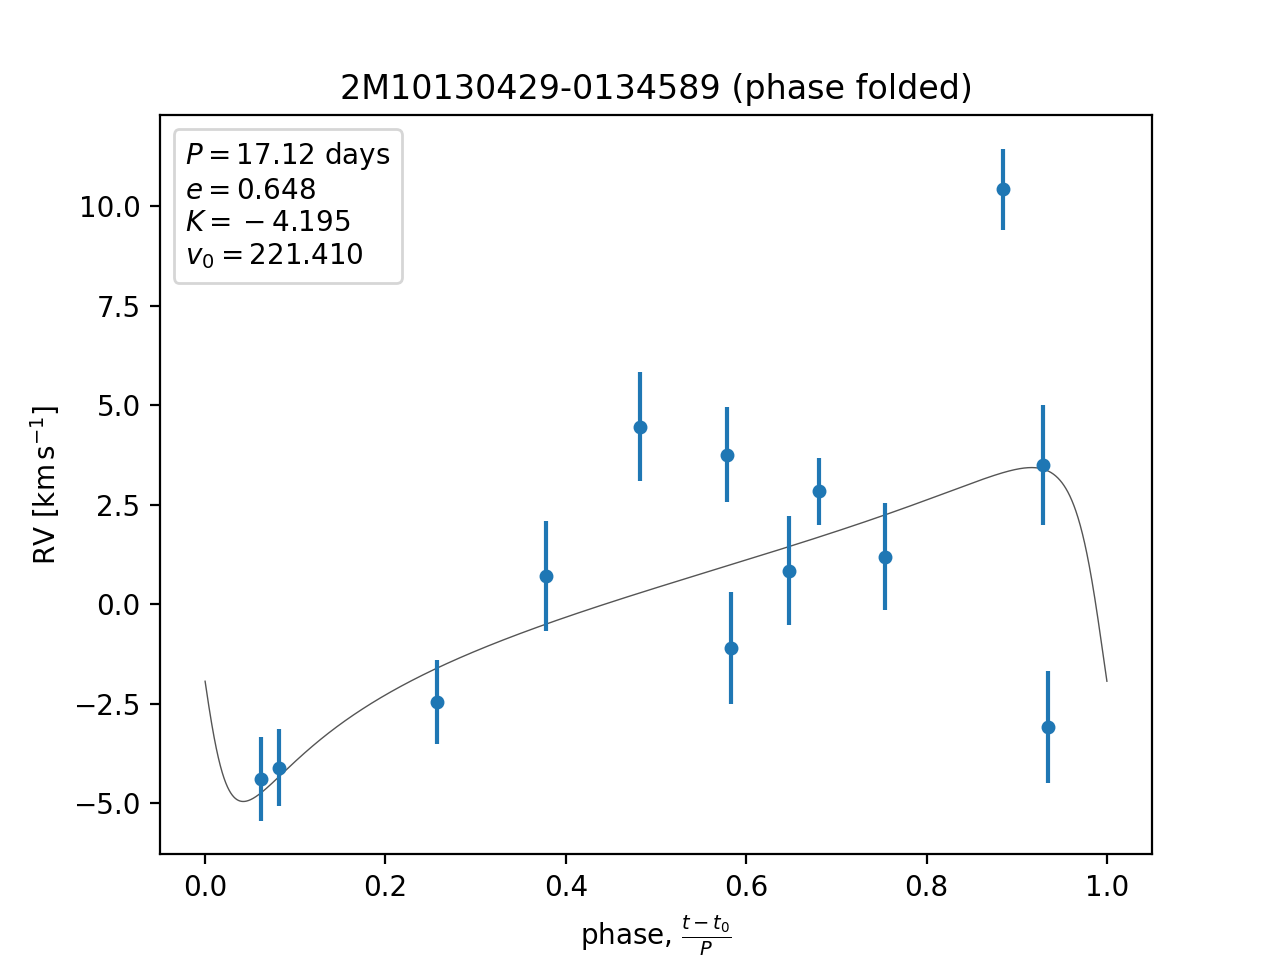 2M10130429-0134589 (phase folded)
P = 17.12 days
e = 0.648
K = −4.195
v₀ = 221.410
RV [km s⁻¹]
10.0
7.5
5.0
2.5
0.0
−2.5
−5.0
0.0 0.2 0.4 0.6 0.8 1.0
phase, (t − t₀)/P